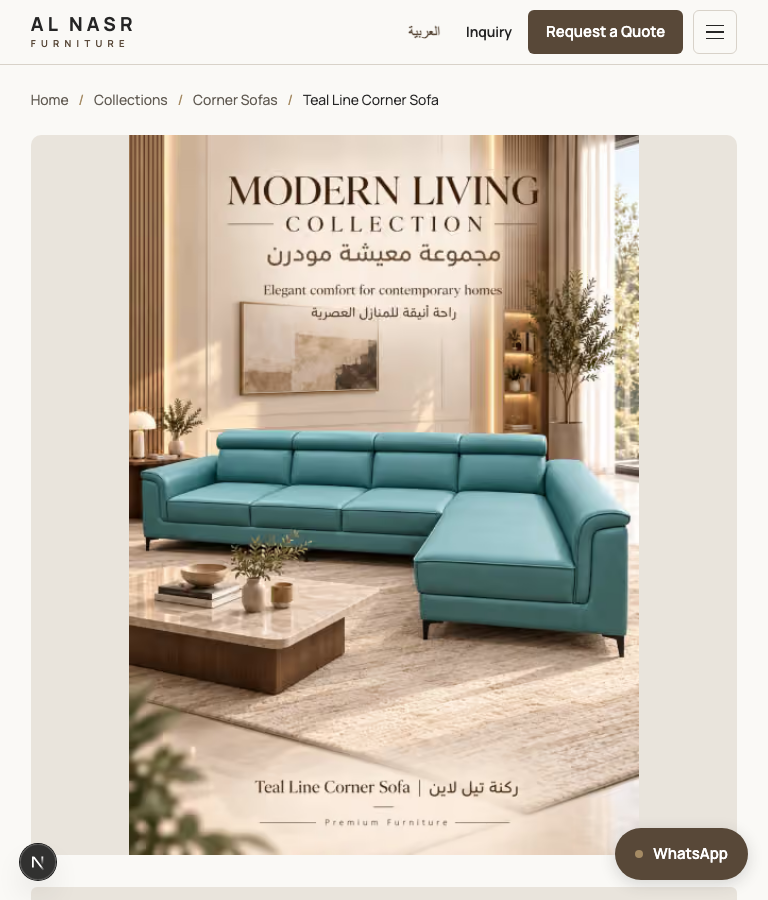 AL NASR
FURNITURE
العربية
Inquiry
Request a Quote
Home / Collections / Corner Sofas / Teal Line Corner Sofa
MODERN LIVING
COLLECTION
مجموعة معيشة مودرن
Elegant comfort for contemporary homes
راحة أنيقة للمنازل العصرية
Teal Line Corner Sofa | ركنة تيل لاين
Premium Furniture
N
WhatsApp